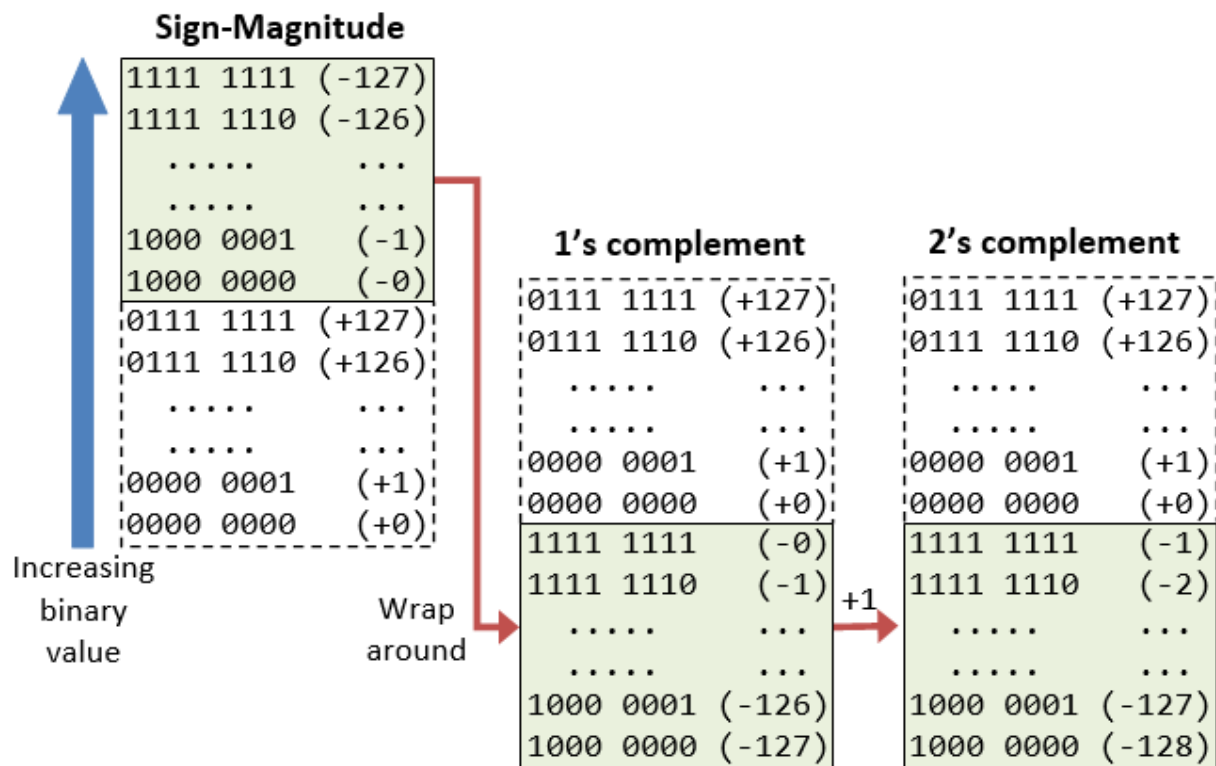 Sign-Magnitude
1111 1111 (-127)
1111 1110 (-126)
..... ...
..... ...
1000 0001 (-1)
1000 0000 (-0)
0111 1111 (+127)
0111 1110 (+126)
..... ...
..... ...
0000 0001 (+1)
0000 0000 (+0)
Increasing
binary
value
Wrap
around
1's complement
0111 1111 (+127)
0111 1110 (+126)
..... ...
..... ...
0000 0001 (+1)
0000 0000 (+0)
1111 1111 (-0)
1111 1110 (-1)
..... ...
..... ...
1000 0001 (-126)
1000 0000 (-127)
+1
2's complement
0111 1111 (+127)
0111 1110 (+126)
..... ...
..... ...
0000 0001 (+1)
0000 0000 (+0)
1111 1111 (-1)
1111 1110 (-2)
..... ...
..... ...
1000 0001 (-127)
1000 0000 (-128)